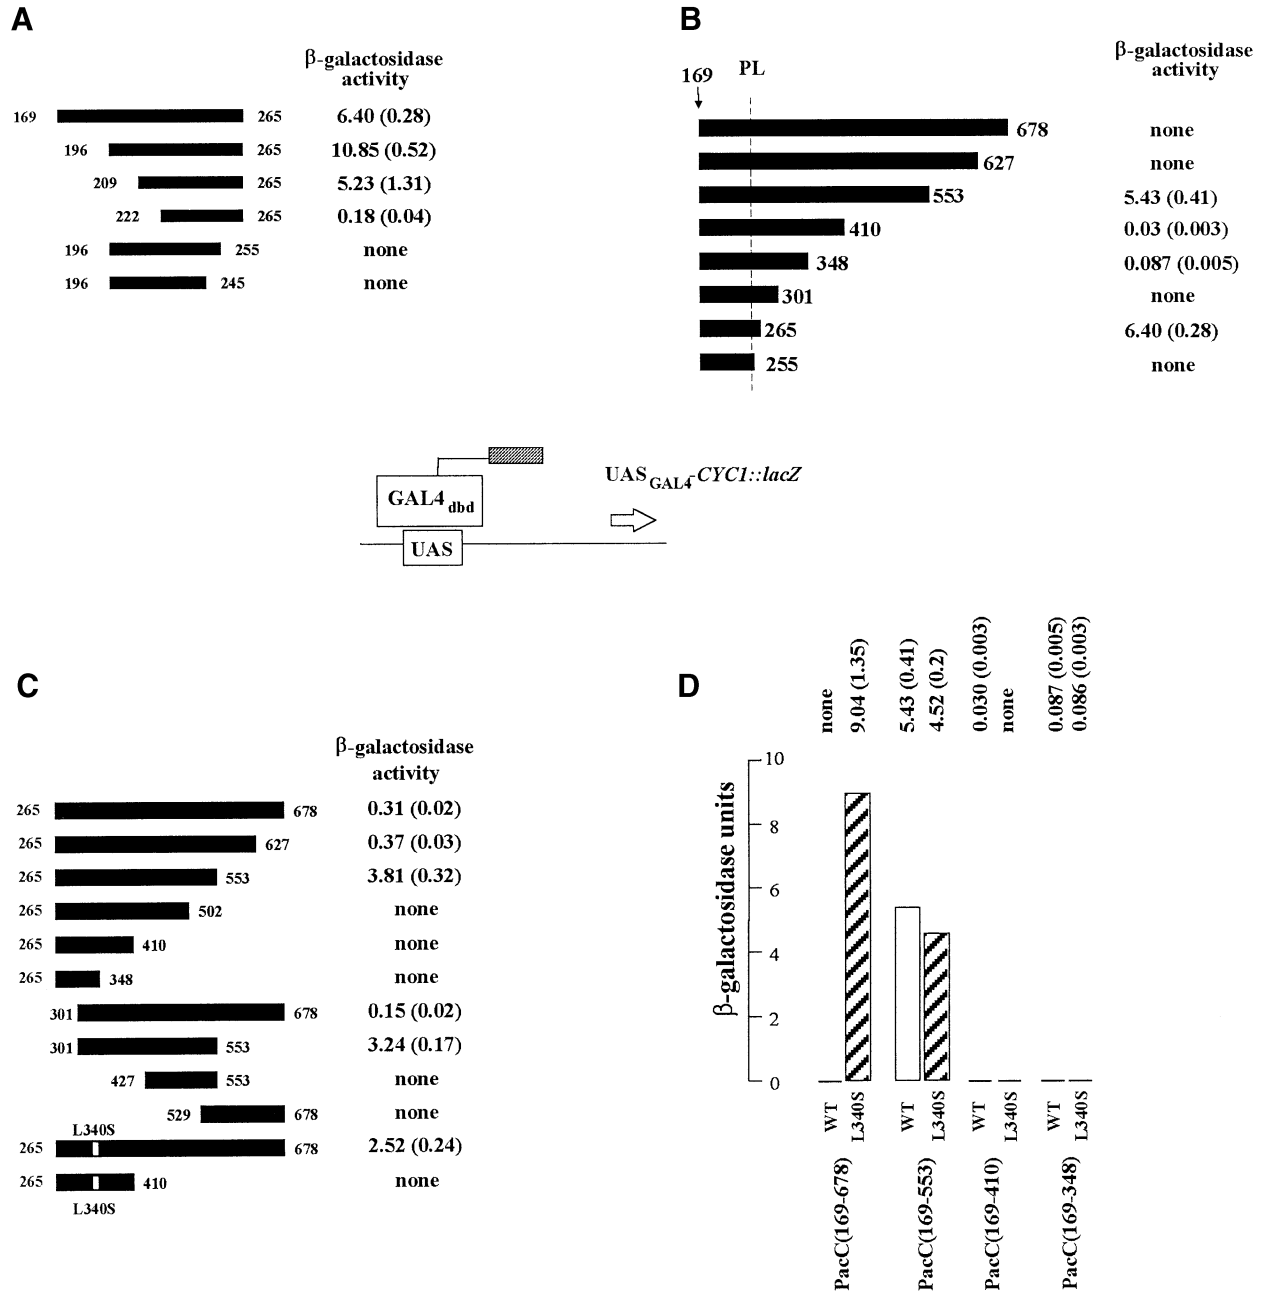 A
β-galactosidase
activity
169 265 6.40 (0.28)
196 265 10.85 (0.52)
209 265 5.23 (1.31)
222 265 0.18 (0.04)
196 255 none
196 245 none
B
β-galactosidase
activity
169 PL
678 none
627 none
553 5.43 (0.41)
410 0.03 (0.003)
348 0.087 (0.005)
301 none
265 6.40 (0.28)
255 none
GAL4dbd
UAS
UASGAL4-CYC1::lacZ
C
β-galactosidase
activity
265 678 0.31 (0.02)
265 627 0.37 (0.03)
265 553 3.81 (0.32)
265 502 none
265 410 none
265 348 none
301 678 0.15 (0.02)
301 553 3.24 (0.17)
427 553 none
529 678 none
L340S
265 678 2.52 (0.24)
265 410 none
L340S
D
none
9.04 (1.35)
5.43 (0.41)
4.52 (0.2)
0.030 (0.003)
none
0.087 (0.005)
0.086 (0.003)
β-galactosidase units
10
8
6
4
2
0
WT
L340S
WT
L340S
WT
L340S
WT
L340S
PacC(169-678)
PacC(169-553)
PacC(169-410)
PacC(169-348)